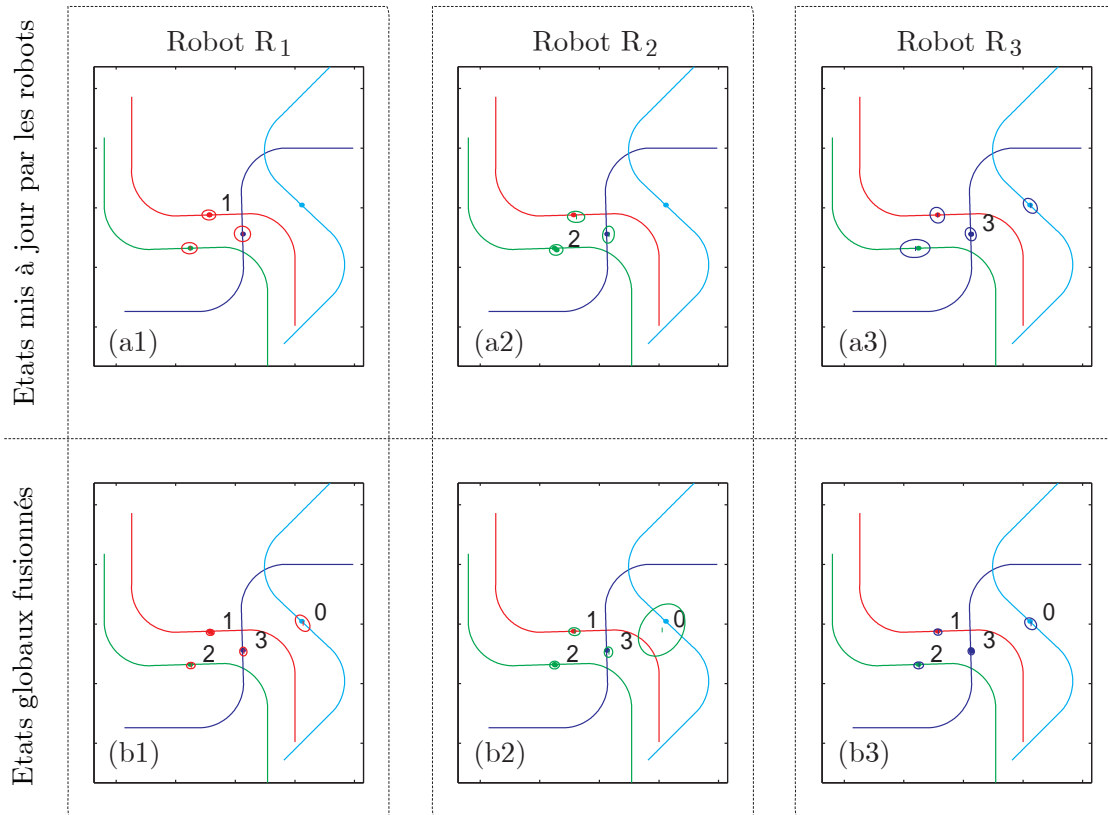 Robot R1
Robot R2
Robot R3
Etats mis à jour par les robots
1
(a1)
2
(a2)
3
(a3)
Etats globaux fusionnés
0
1
3
2
(b1)
0
1
3
2
(b2)
0
1
3
2
(b3)